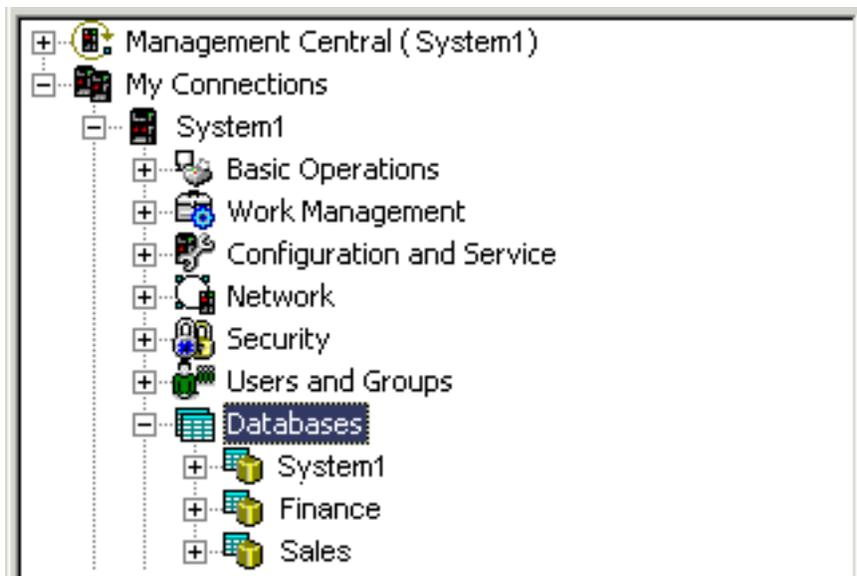 Management Central (System1)
My Connections
System1
Basic Operations
Work Management
Configuration and Service
Network
Security
Users and Groups
Databases
System1
Finance
Sales